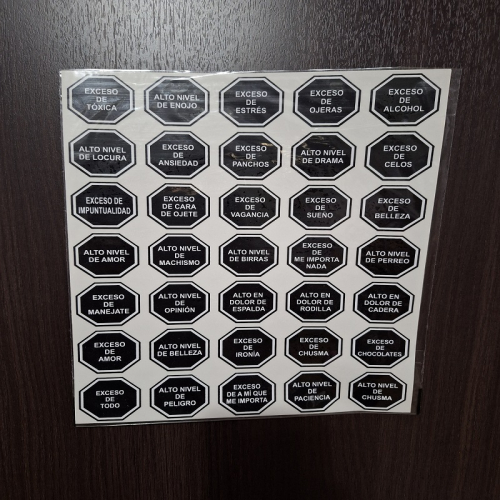 EXCESO
DE
TÓXICA
ALTO NIVEL
DE ENOJO
EXCESO
DE
ESTRÉS
EXCESO
DE
OJERAS
EXCESO
DE
ALCOHOL
ALTO NIVEL
DE LOCURA
EXCESO
DE
ANSIEDAD
EXCESO
DE
PANCHOS
ALTO NIVEL
DE DRAMA
EXCESO
DE
CELOS
EXCESO DE
IMPUNTUALIDAD
EXCESO
DE CARA
DE OJETE
EXCESO
DE
VAGANCIA
EXCESO
DE
SUEÑO
EXCESO
DE
BELLEZA
ALTO NIVEL
DE AMOR
ALTO NIVEL
DE
MACHISMO
ALTO NIVEL
DE BIRRAS
EXCESO
DE
ME IMPORTA
NADA
ALTO NIVEL
DE PERREO
EXCESO
DE
MANEJATE
ALTO NIVEL
DE
OPINIÓN
ALTO EN
DOLOR DE
ESPALDA
ALTO EN
DOLOR DE
RODILLA
ALTO EN
DOLOR DE
CADERA
EXCESO
DE
AMOR
ALTO NIVEL
DE BELLEZA
EXCESO
DE
IRONÍA
EXCESO
DE
CHUSMA
EXCESO
DE
CHOCOLATES
EXCESO
DE
TODO
ALTO NIVEL
DE
PELIGRO
EXCESO
DE A MÍ QUE
ME IMPORTA
ALTO NIVEL
DE
PACIENCIA
ALTO NIVEL
DE
CHUSMA